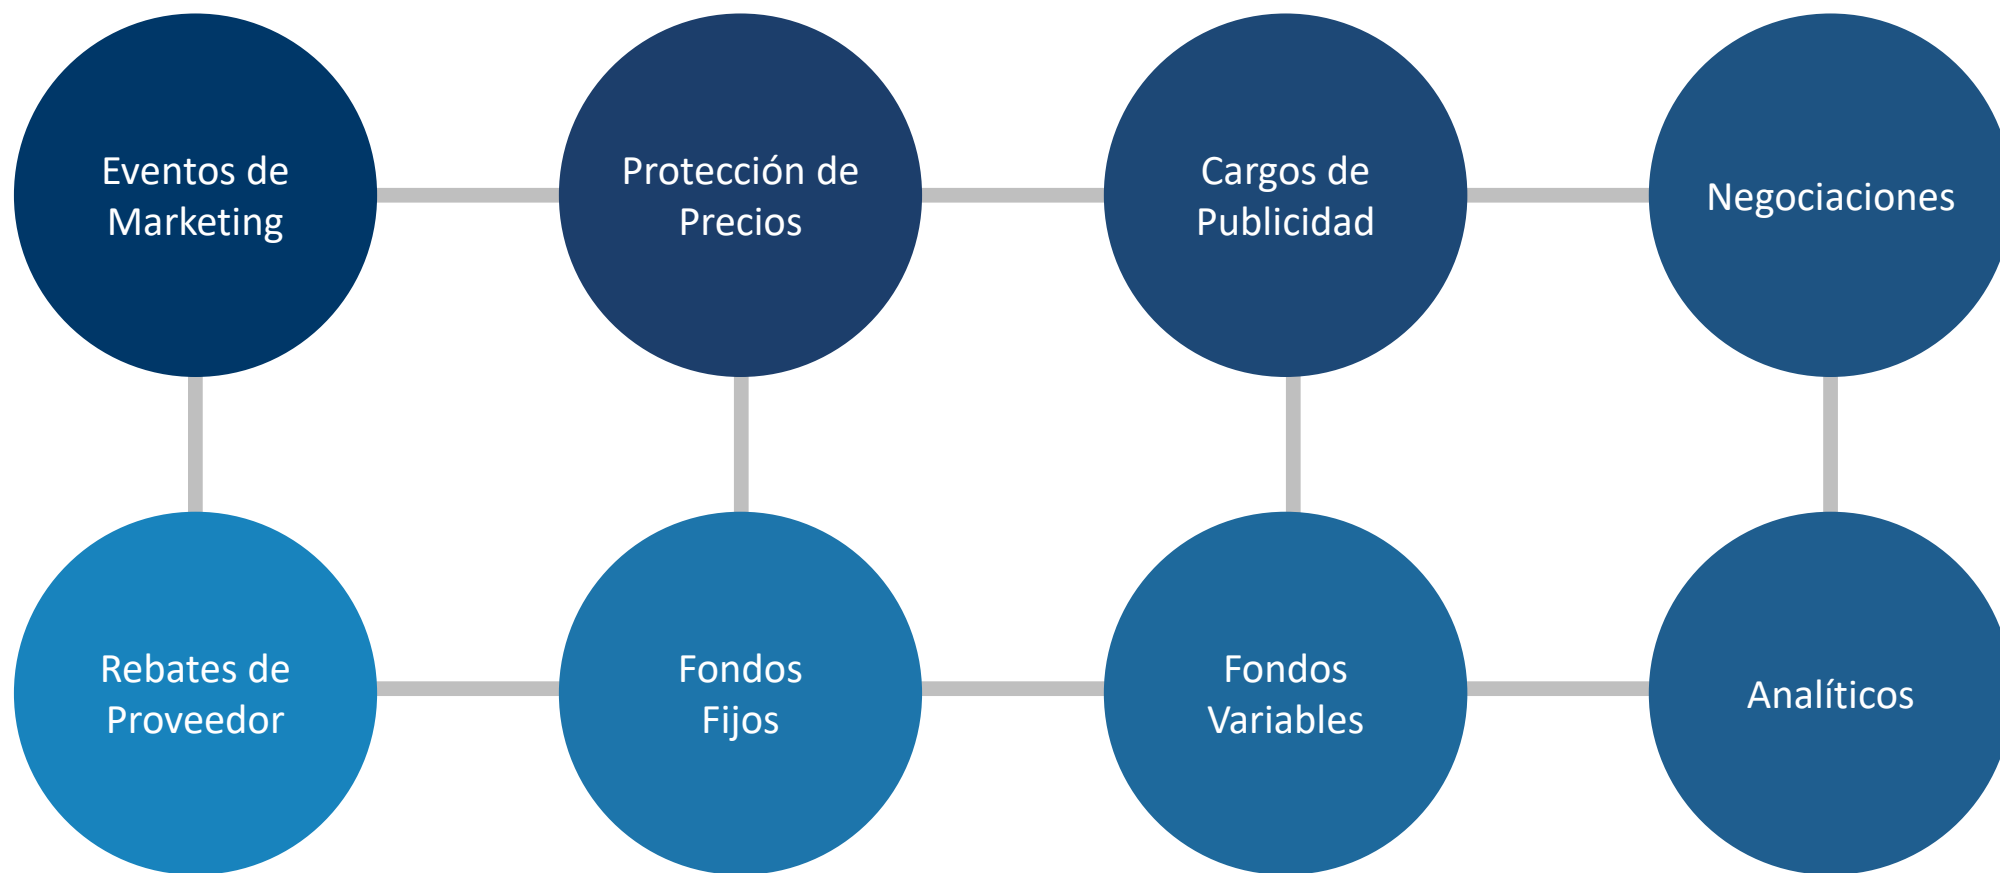 Eventos de
Marketing
Protección de
Precios
Cargos de
Publicidad
Negociaciones
Rebates de
Proveedor
Fondos
Fijos
Fondos
Variables
Analíticos